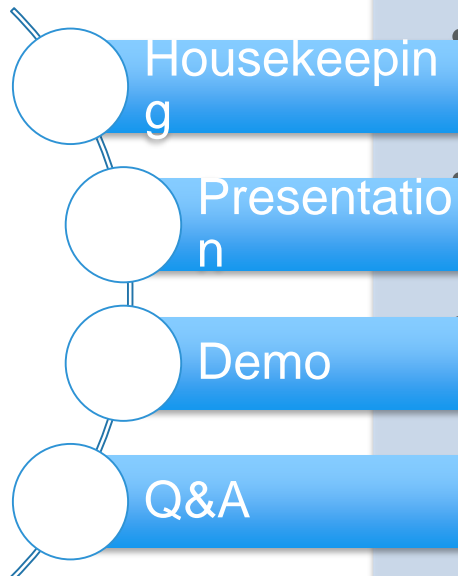 Housekeepin
g
Presentatio
n
Demo
Q&A